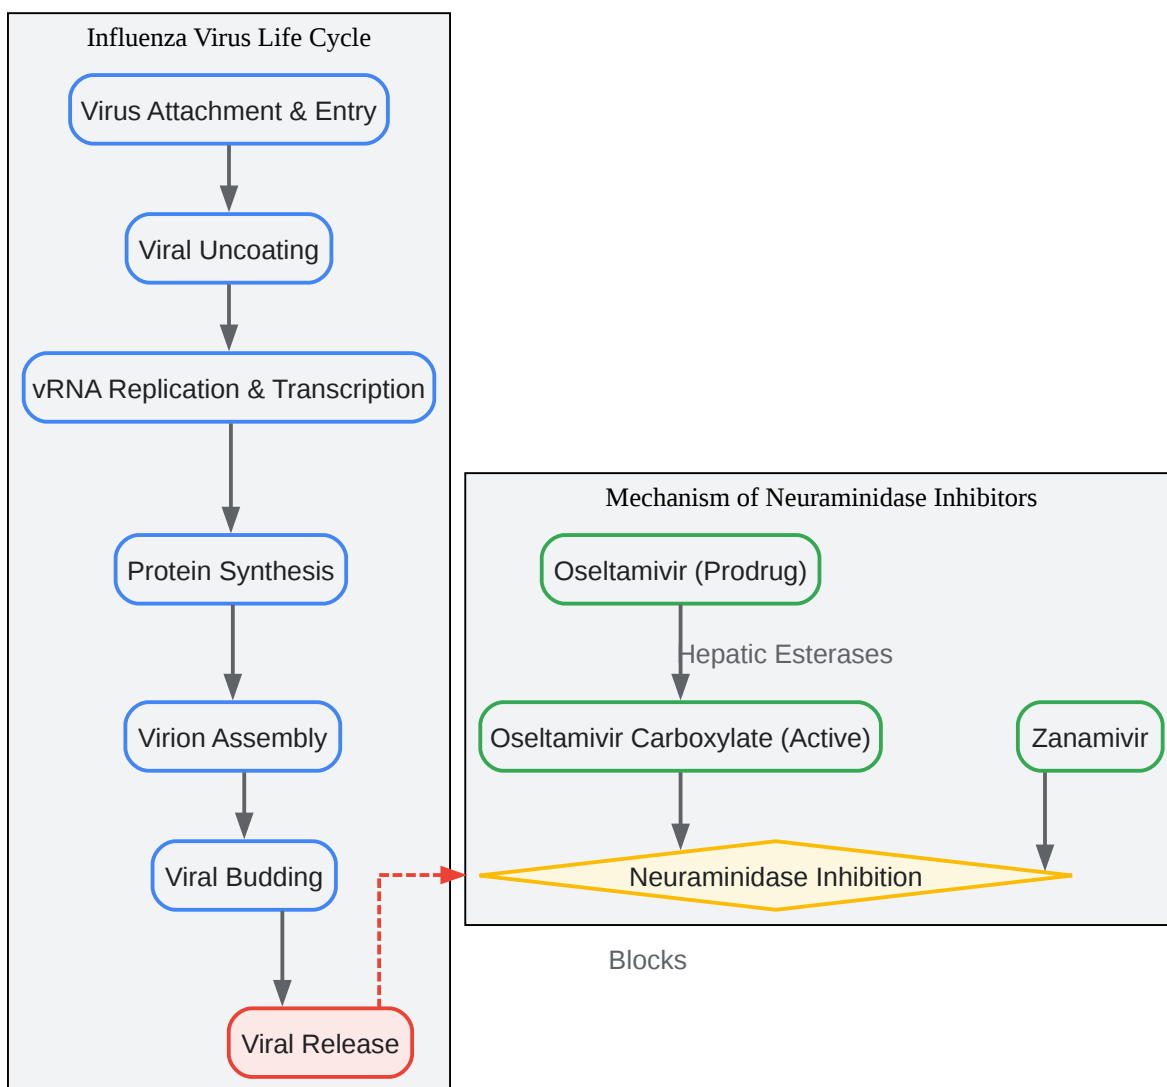 Influenza Virus Life Cycle
Virus Attachment & Entry
Viral Uncoating
vRNA Replication & Transcription
Protein Synthesis
Virion Assembly
Viral Budding
Viral Release
Mechanism of Neuraminidase Inhibitors
Oseltamivir (Prodrug)
Hepatic Esterases
Oseltamivir Carboxylate (Active)
Zanamivir
Neuraminidase Inhibition
Blocks